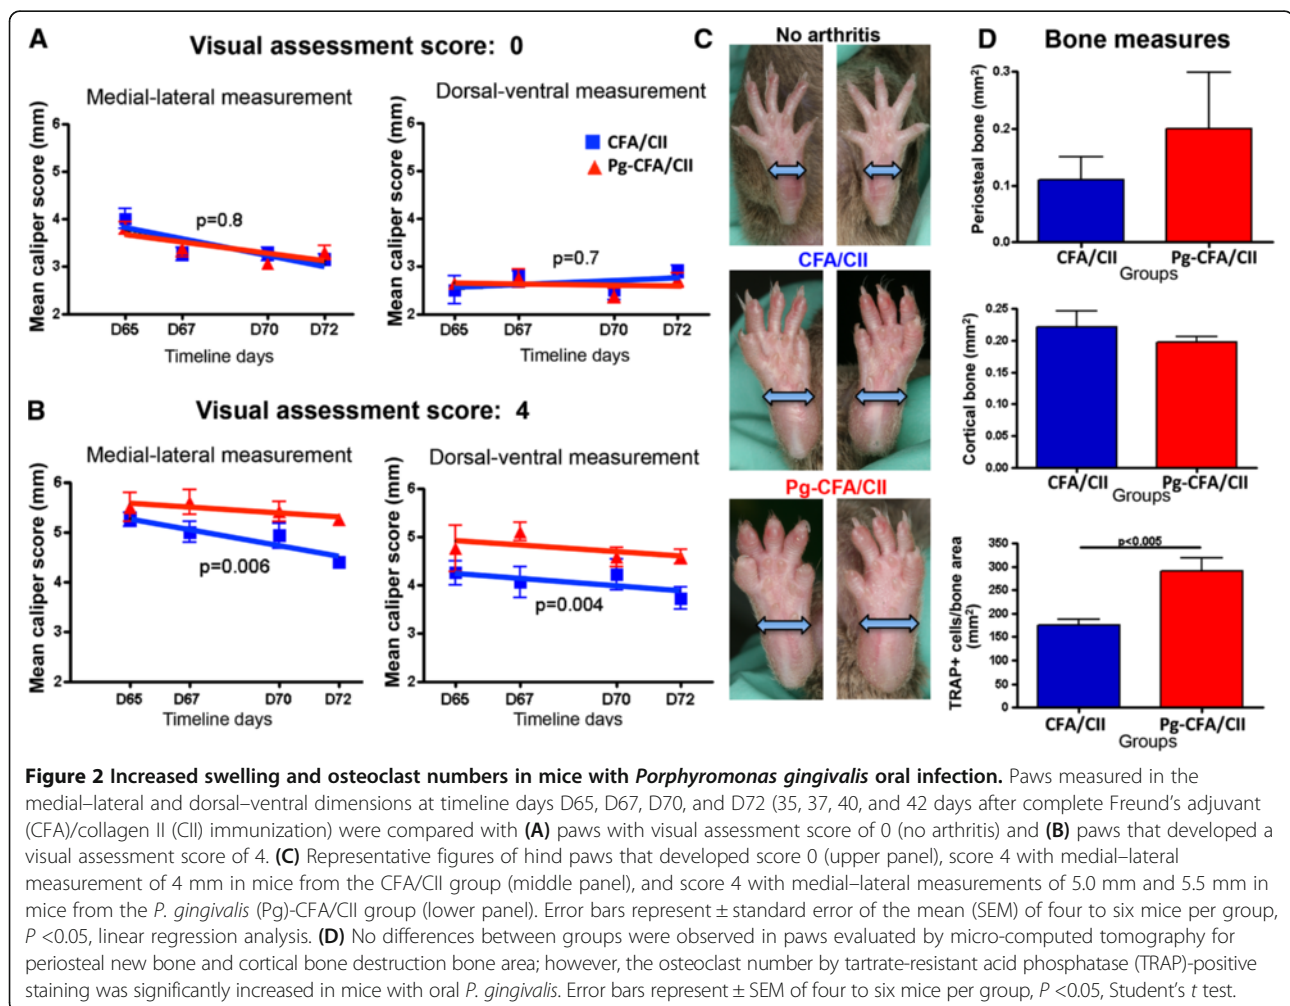 A
Visual assessment score: 0
Medial-lateral measurement
Mean caliper score (mm)
6
5
4
3
2
p=0.8
D65
D67
D70
D72
Timeline days
Dorsal-ventral measurement
Mean caliper score (mm)
6
5
4
3
2
CFA/CII
Pg-CFA/CII
p=0.7
D65
D67
D70
D72
Timeline days
B
Visual assessment score: 4
Medial-lateral measurement
Mean caliper score (mm)
6
5
4
3
2
p=0.006
D65
D67
D70
D72
Timeline days
Dorsal-ventral measurement
Mean caliper score (mm)
6
5
4
3
2
p=0.004
D65
D67
D70
D72
Timeline days
C
No arthritis
CFA/CII
Pg-CFA/CII
D
Bone measures
Periosteal bone (mm²)
0.3
0.2
0.1
0.0
CFA/CII
Pg-CFA/CII
Groups
Cortical bone (mm²)
0.25
0.20
0.15
0.10
0.05
0.00
CFA/CII
Pg-CFA/CII
Groups
TRAP+ cells/bone area
(mm²)
350
300
250
200
150
100
50
0
p<0.005
CFA/CII
Pg-CFA/CII
Groups
Figure 2 Increased swelling and osteoclast numbers in mice with Porphyromonas gingivalis oral infection. Paws measured in the
medial–lateral and dorsal–ventral dimensions at timeline days D65, D67, D70, and D72 (35, 37, 40, and 42 days after complete Freund's adjuvant
(CFA)/collagen II (CII) immunization) were compared with (A) paws with visual assessment score of 0 (no arthritis) and (B) paws that developed a
visual assessment score of 4. (C) Representative figures of hind paws that developed score 0 (upper panel), score 4 with medial–lateral
measurement of 4 mm in mice from the CFA/CII group (middle panel), and score 4 with medial–lateral measurements of 5.0 mm and 5.5 mm in
mice from the P. gingivalis (Pg)-CFA/CII group (lower panel). Error bars represent ± standard error of the mean (SEM) of four to six mice per group,
P <0.05, linear regression analysis. (D) No differences between groups were observed in paws evaluated by micro-computed tomography for
periosteal new bone and cortical bone destruction bone area; however, the osteoclast number by tartrate-resistant acid phosphatase (TRAP)-positive
staining was significantly increased in mice with oral P. gingivalis. Error bars represent ± SEM of four to six mice per group, P <0.05, Student's t test.